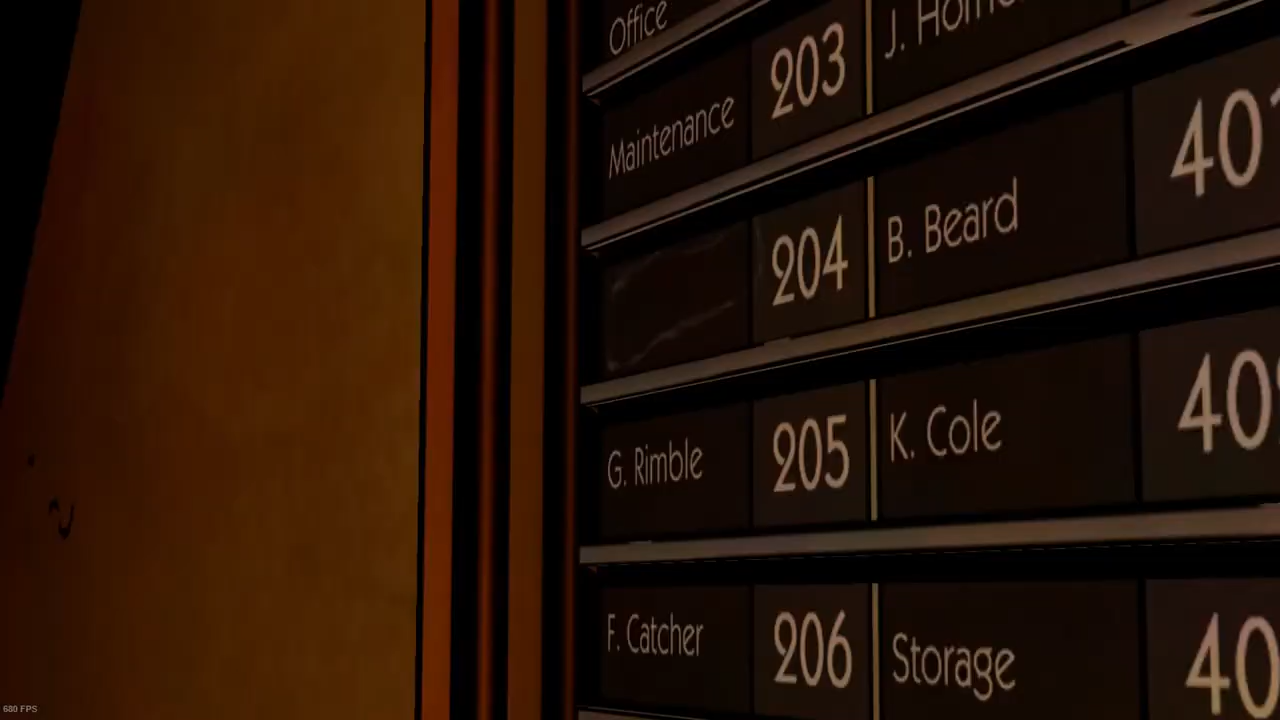 Office
Maintenance 203 J.
204 B. Beard
G. Rimble 205 K. Cole
F. Catcher 206 Storage
680 FPS